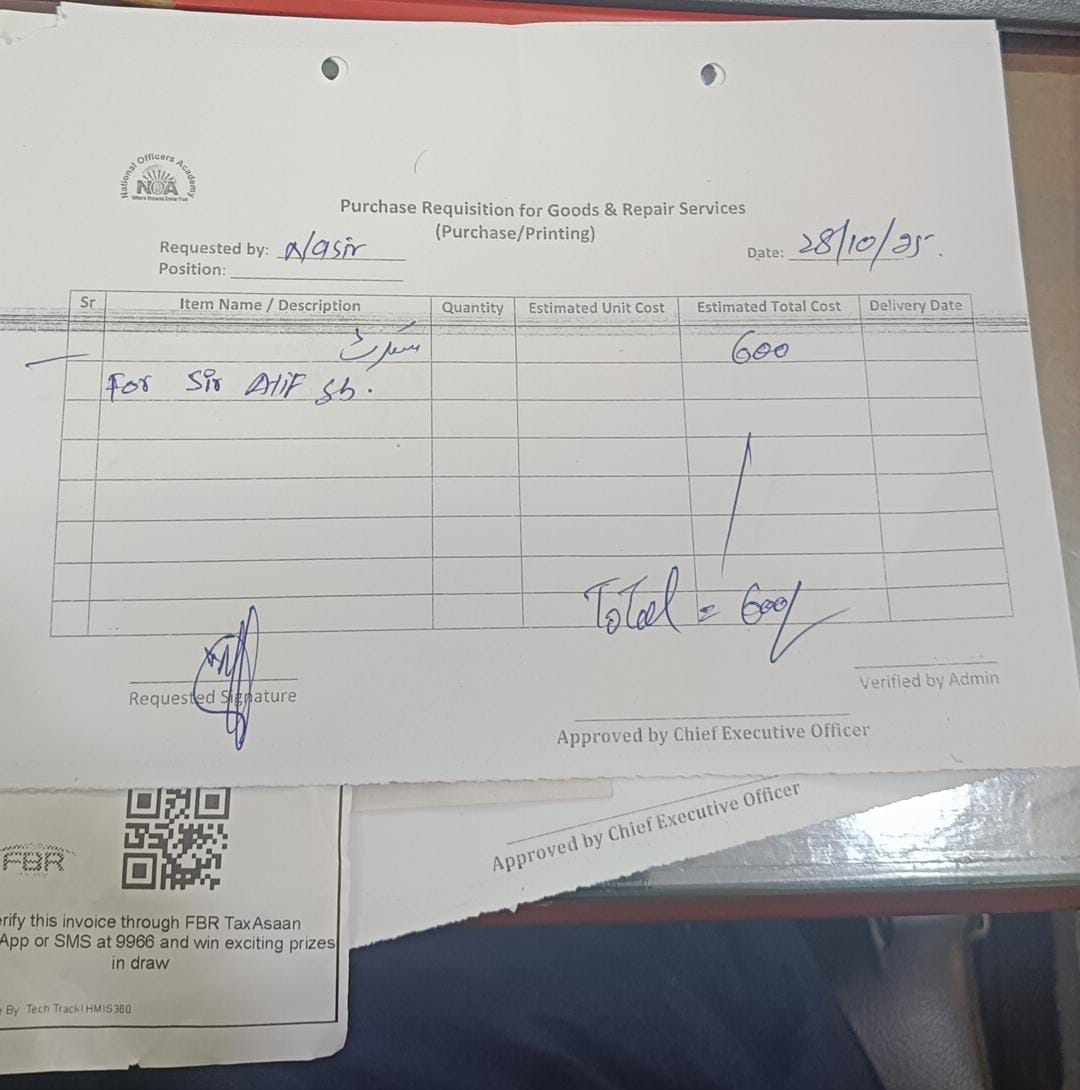 National Officers Academy
NOA
Purchase Requisition for Goods & Repair Services
(Purchase/Printing)
Requested by: Nasir
Date: 28/10/25.
Position:
Sr Item Name / Description Quantity Estimated Unit Cost Estimated Total Cost Delivery Date
سگریٹ 600
For Sir Atif Sb.
Total = 600/
Requested Signature
Verified by Admin
Approved by Chief Executive Officer
Approved by Chief Executive Officer
FBR
erify this invoice through FBR TaxAsaan
App or SMS at 9966 and win exciting prizes
in draw
e By Tech Track HMIS360